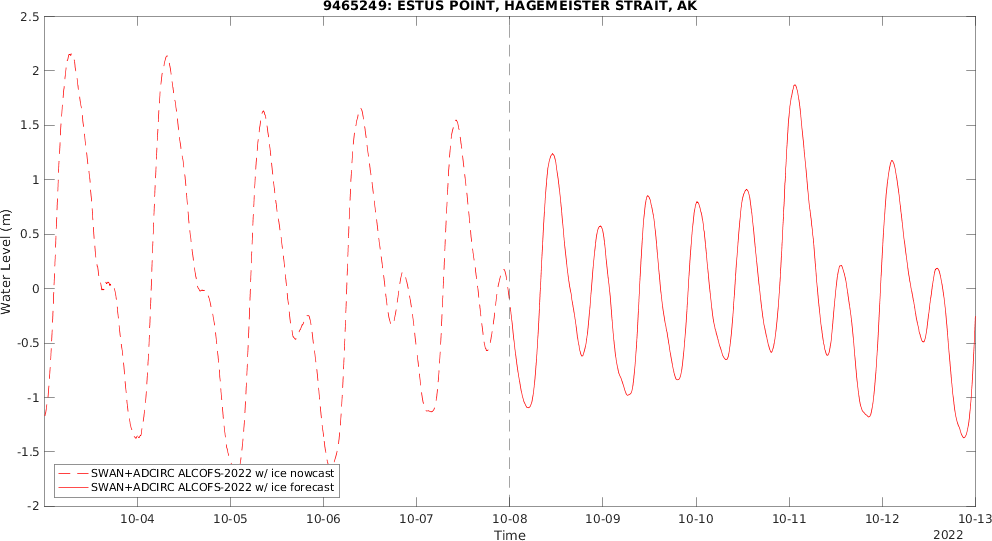 9465249: ESTUS POINT, HAGEMEISTER STRAIT, AK
2.5
2
1.5
1
0.5
0
-0.5
-1
-1.5
-2
Water Level (m)
SWAN+ADCIRC ALCOFS-2022 w/ ice nowcast
SWAN+ADCIRC ALCOFS-2022 w/ ice forecast
10-04 10-05 10-06 10-07 10-08 10-09 10-10 10-11 10-12 10-13
Time
2022